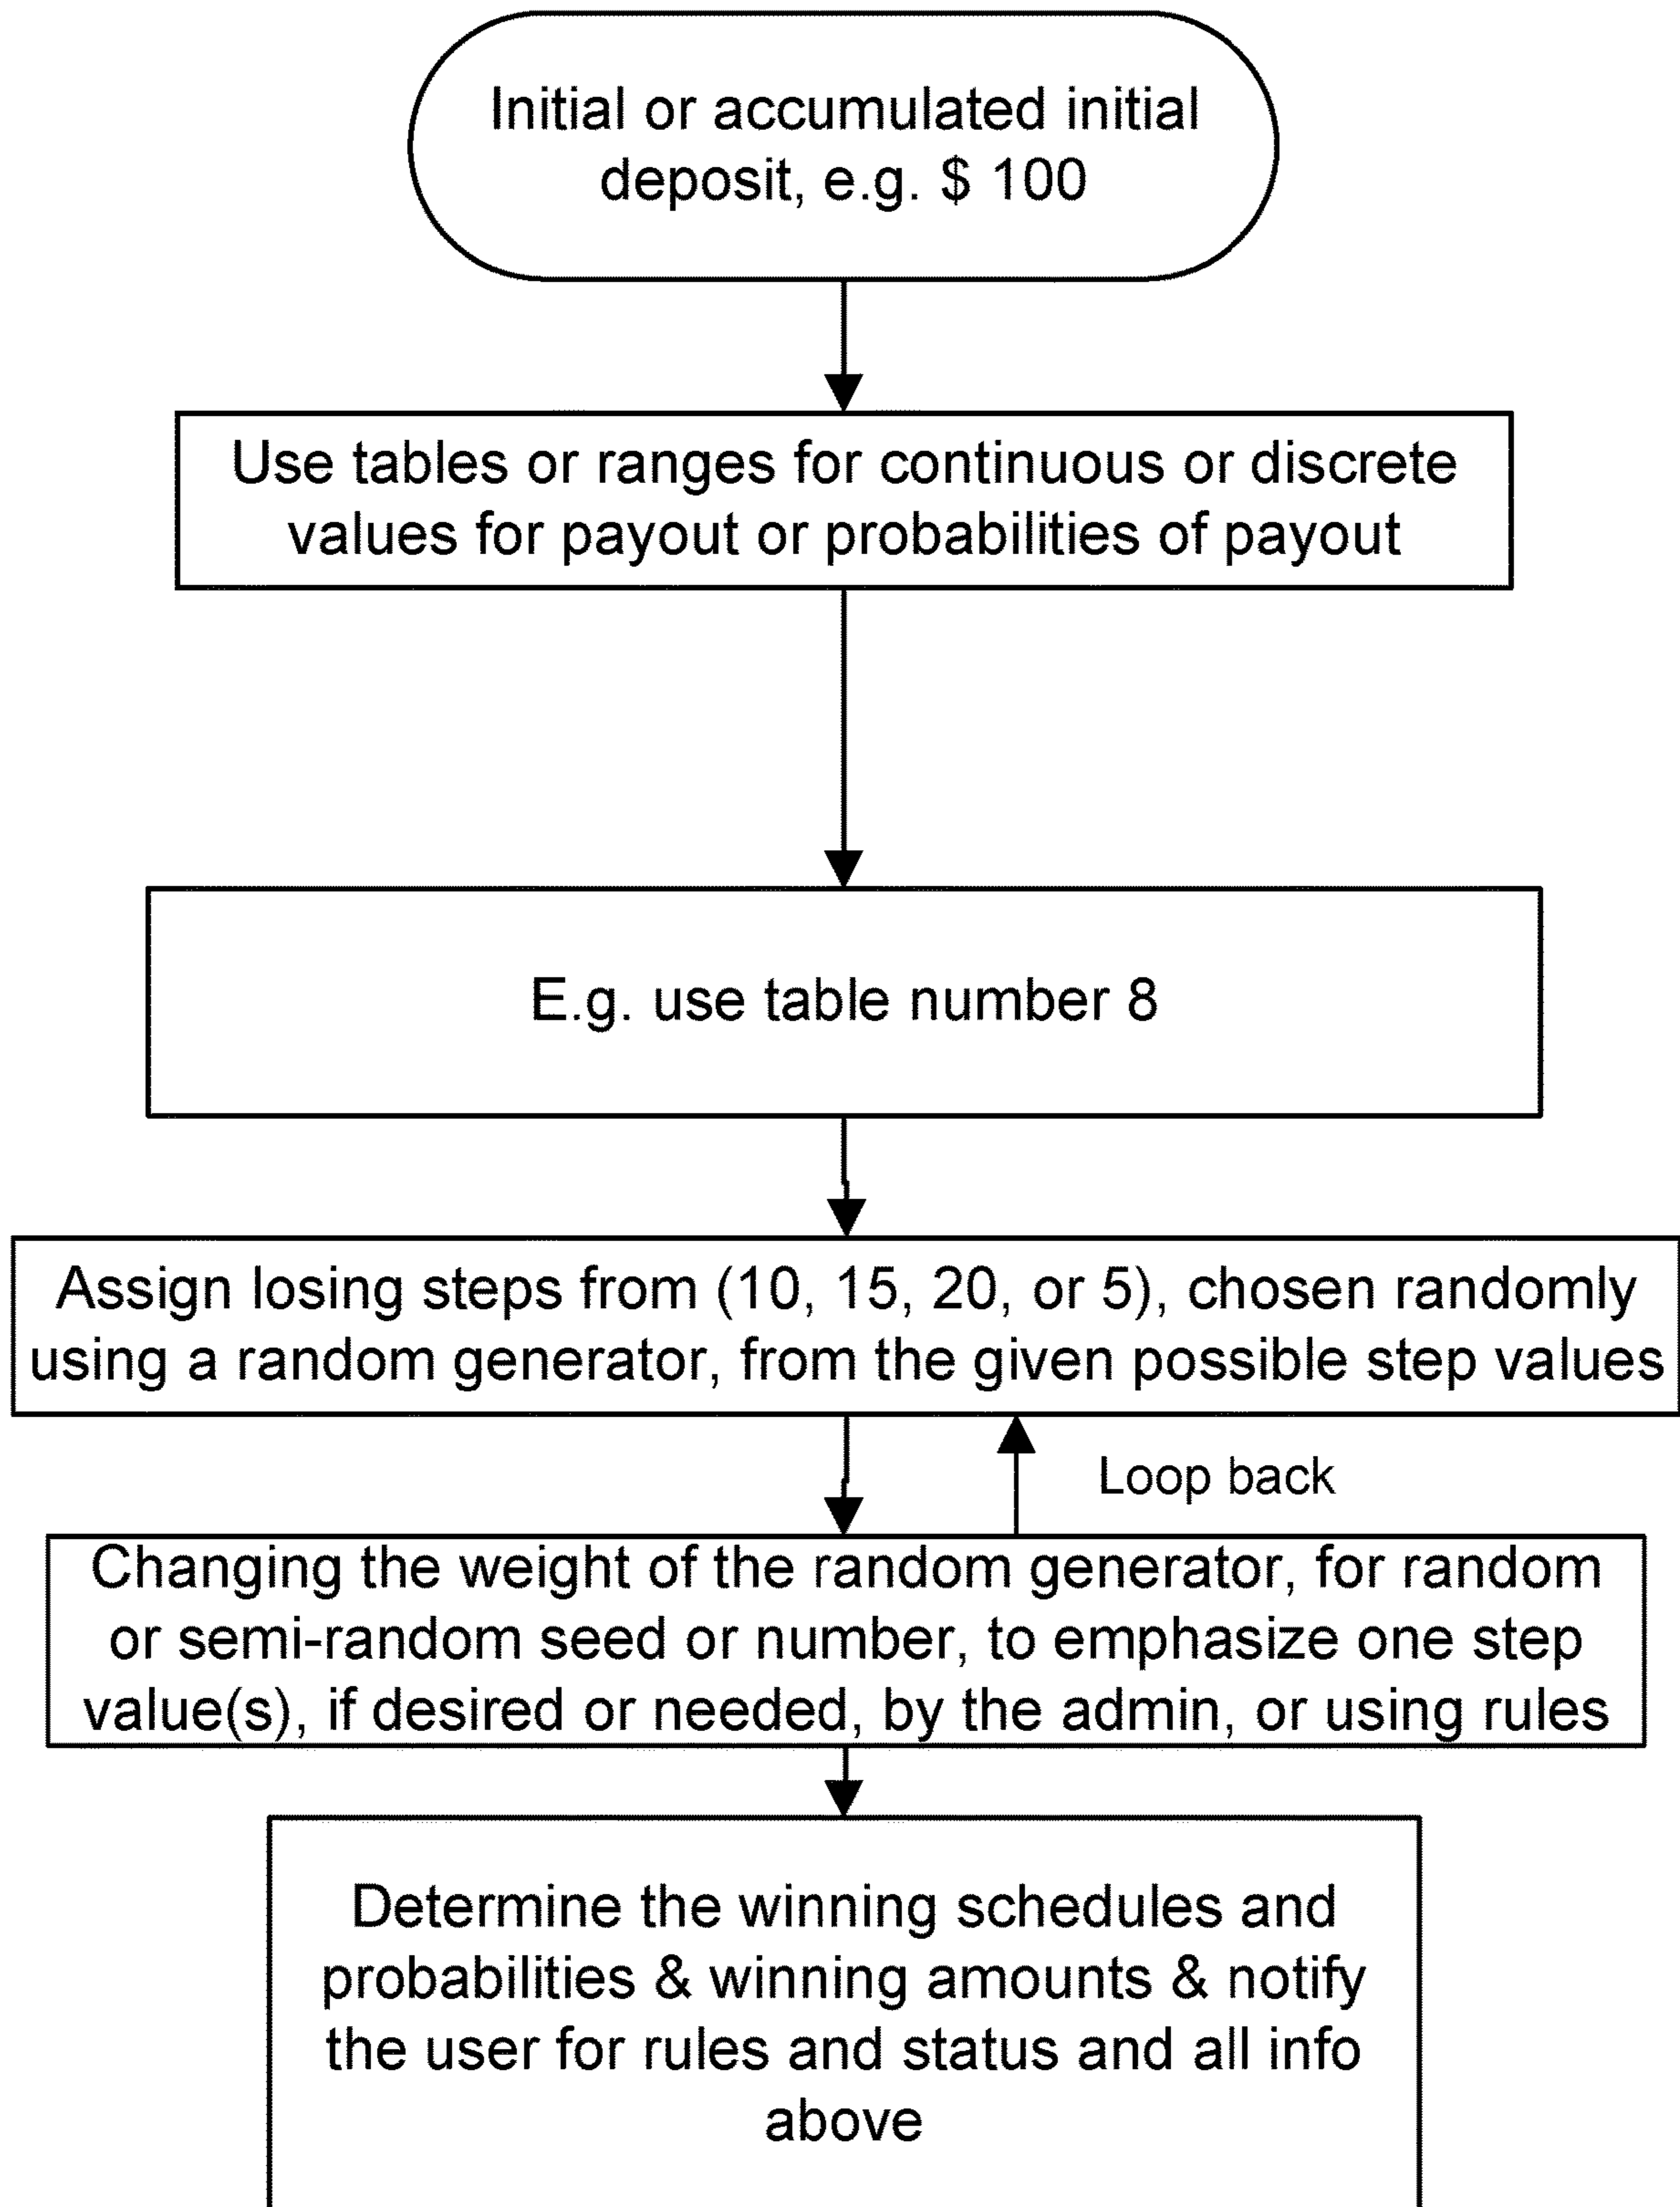 Initial or accumulated initial
deposit, e.g. $ 100
Use tables or ranges for continuous or discrete
values for payout or probabilities of payout
E.g. use table number 8
Assign losing steps from (10, 15, 20, or 5), chosen randomly
using a random generator, from the given possible step values
Loop back
Changing the weight of the random generator, for random
or semi-random seed or number, to emphasize one step
value(s), if desired or needed, by the admin, or using rules
Determine the winning schedules and
probabilities & winning amounts & notify
the user for rules and status and all info
above